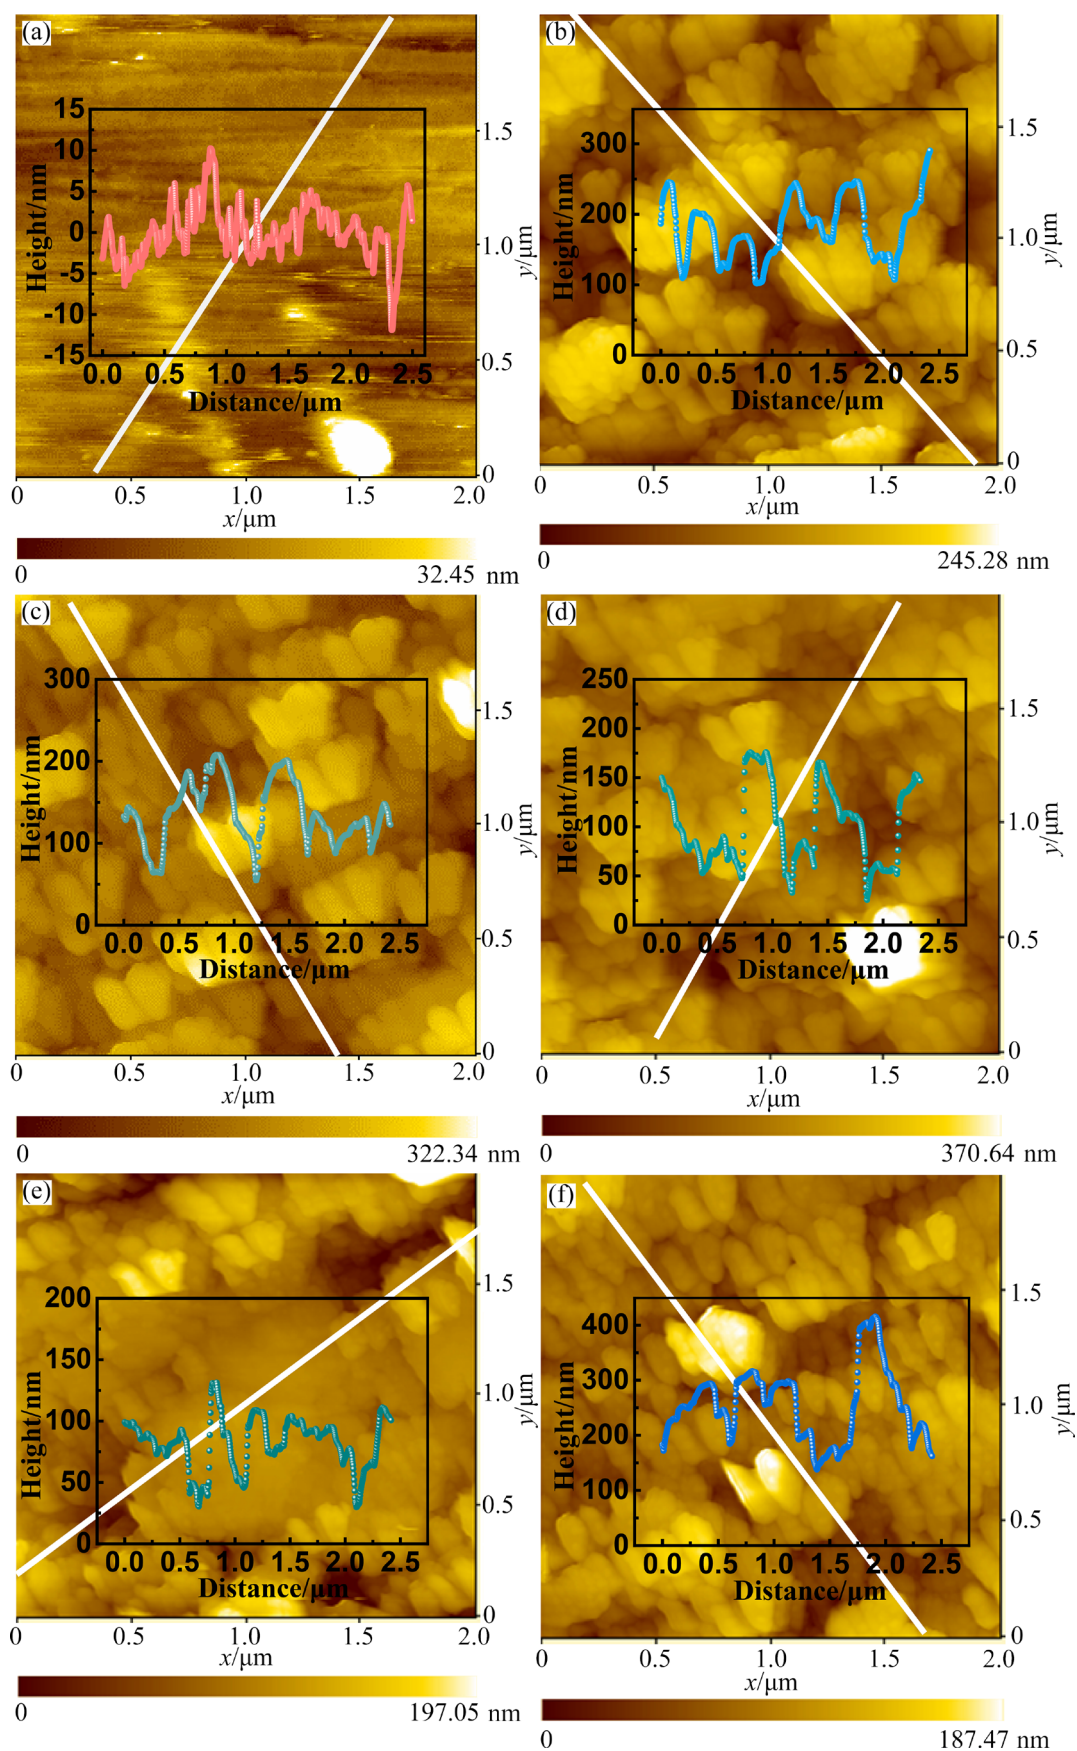 (a)
15
10
5
0
-5
-10
-15
Height/nm
0.0 0.5 1.0 1.5 2.0 2.5
Distance/μm
1.5
1.0
0.5
0
y/μm
0 0.5 1.0 1.5 2.0
x/μm
0 32.45 nm
(b)
300
200
100
0
Height/nm
0.0 0.5 1.0 1.5 2.0 2.5
Distance/μm
1.5
1.0
0.5
0
y/μm
0 0.5 1.0 1.5 2.0
x/μm
0 245.28 nm
(c)
300
200
100
0
Height/nm
0.0 0.5 1.0 1.5 2.0 2.5
Distance/μm
1.5
1.0
0.5
0
y/μm
0 0.5 1.0 1.5 2.0
x/μm
0 322.34 nm
(d)
250
200
150
100
50
0
Height/nm
0.0 0.5 1.0 1.5 2.0 2.5
Distance/μm
1.5
1.0
0.5
0
y/μm
0 0.5 1.0 1.5 2.0
x/μm
0 370.64 nm
(e)
200
150
100
50
0
Height/nm
0.0 0.5 1.0 1.5 2.0 2.5
Distance/μm
1.5
1.0
0.5
0
y/μm
0 0.5 1.0 1.5 2.0
x/μm
0 197.05 nm
(f)
400
300
200
100
0
Height/nm
0.0 0.5 1.0 1.5 2.0 2.5
Distance/μm
1.5
1.0
0.5
0
y/μm
0 0.5 1.0 1.5 2.0
x/μm
0 187.47 nm